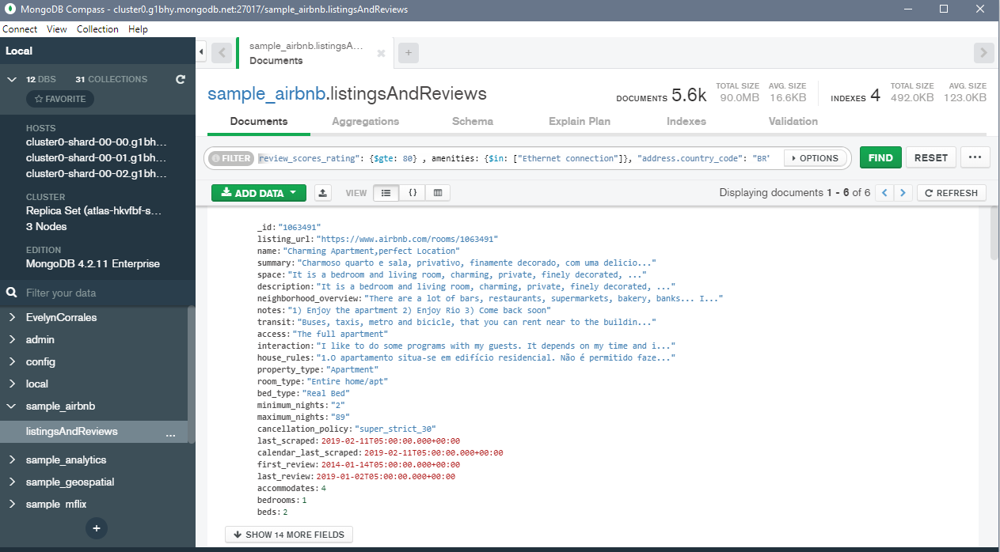 MongoDB Compass - cluster0.g1bhy.mongodb.net:27017/sample_airbnb.listingsAndReviews
Connect View Collection Help
Local
12 DBS 31 COLLECTIONS
FAVORITE
HOSTS
cluster0-shard-00-00.g1bh...
cluster0-shard-00-01.g1bh...
cluster0-shard-00-02.g1bh...
CLUSTER
Replica Set (atlas-hkvfbf-s...
3 Nodes
EDITION
MongoDB 4.2.11 Enterprise
Filter your data
EvelynCorrales
admin
config
local
sample_airbnb
listingsAndReviews ...
sample_analytics
sample_geospatial
sample_mflix
+
sample_airbnb.listingsA...
Documents
+
sample_airbnb.listingsAndReviews
DOCUMENTS 5.6k TOTAL SIZE 90.0MB AVG. SIZE 16.6KB INDEXES 4 TOTAL SIZE 492.0KB AVG. SIZE 123.0KB
Documents Aggregations Schema Explain Plan Indexes Validation
FILTER review_scores_rating": {$gte: 80} , amenities: {$in: ["Ethernet connection"]}, "address.country_code": "BR" OPTIONS FIND RESET ...
ADD DATA VIEW {} Displaying documents 1 - 6 of 6 < > REFRESH
_id: "1063491"
listing_url: "https://www.airbnb.com/rooms/1063491"
name: "Charming Apartment,perfect Location"
summary: "Charmoso quarto e sala, privativo, finamente decorado, com uma delicio..."
space: "It is a bedroom and living room, charming, private, finely decorated, ..."
description: "It is a bedroom and living room, charming, private, finely decorated, ..."
neighborhood_overview: "There are a lot of bars, restaurants, supermarkets, bakery, banks... I..."
notes: "1) Enjoy the apartment 2) Enjoy Rio 3) Come back soon"
transit: "Buses, taxis, metro and bicicle, that you can rent near to the buildin..."
access: "The full apartment"
interaction: "I like to do some programs with my guests. It depends on my time and i..."
house_rules: "1.O apartamento situa-se em edifício residencial. Não é permitido faze..."
property_type: "Apartment"
room_type: "Entire home/apt"
bed_type: "Real Bed"
minimum_nights: "2"
maximum_nights: "89"
cancellation_policy: "super_strict_30"
last_scraped: 2019-02-11T05:00:00.000+00:00
calendar_last_scraped: 2019-02-11T05:00:00.000+00:00
first_review: 2014-01-14T05:00:00.000+00:00
last_review: 2019-01-02T05:00:00.000+00:00
accommodates: 4
bedrooms: 1
beds: 2
SHOW 14 MORE FIELDS